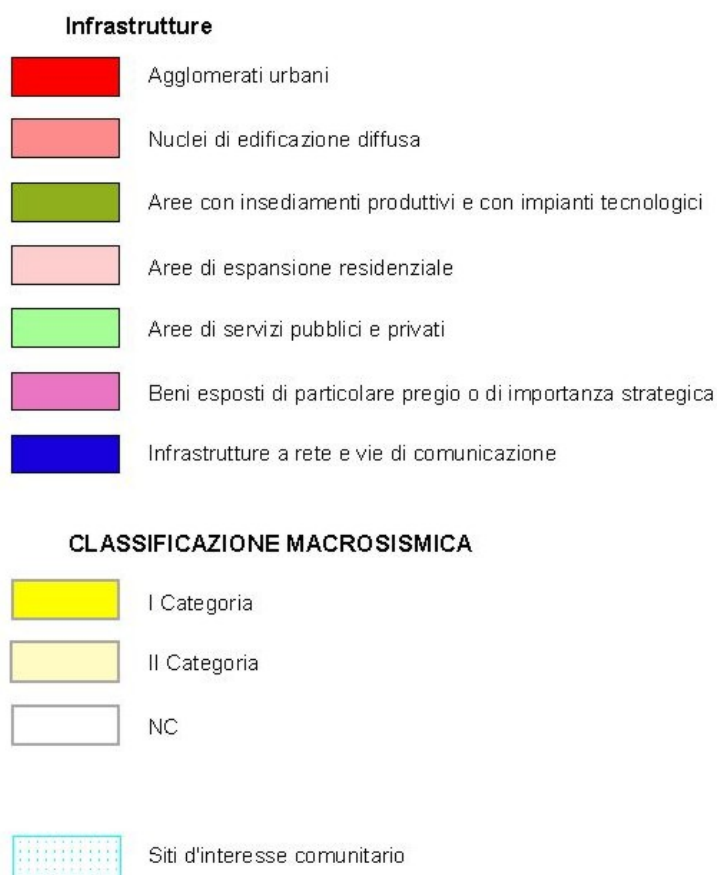 Infrastrutture
Agglomerati urbani
Nuclei di edificazione diffusa
Aree con insediamenti produttivi e con impianti tecnologici
Aree di espansione residenziale
Aree di servizi pubblici e privati
Beni esposti di particolare pregio o di importanza strategica
Infrastrutture a rete e vie di comunicazione
CLASSIFICAZIONE MACROSISMICA
I Categoria
II Categoria
NC
Siti d'interesse comunitario